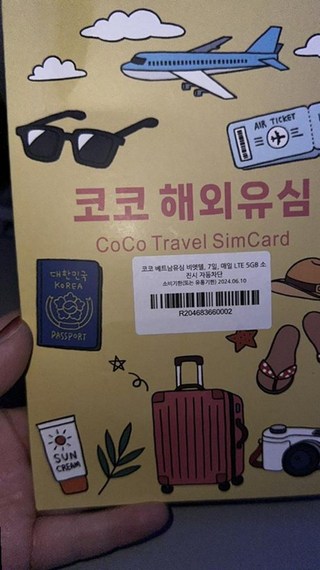 AIR TICKET
코코 해외유심
CoCo Travel SimCard
코코 베트남유심 비엣텔, 7일, 매일 LTE 5GB 소
진시 자동차단
소비기한(또는 유통기한) 2024.06.10
R204683660002
대한민국
KOREA
PASSPORT
SUN
CREAM